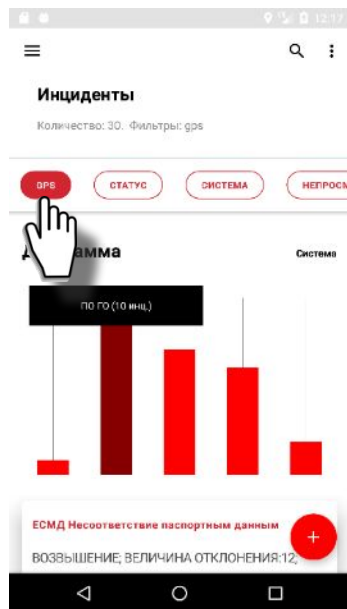 12:17
Инциденты
Количество: 30. Фильтры: gps
GPS
СТАТУС
СИСТЕМА
НЕПРОСМ
амма
Система
ПО ГО (10 инц.)
ЕСМД Несоответствие паспортным данным
+
ВОЗВЫШЕНИЕ; ВЕЛИЧИНА ОТКЛОНЕНИЯ:12;